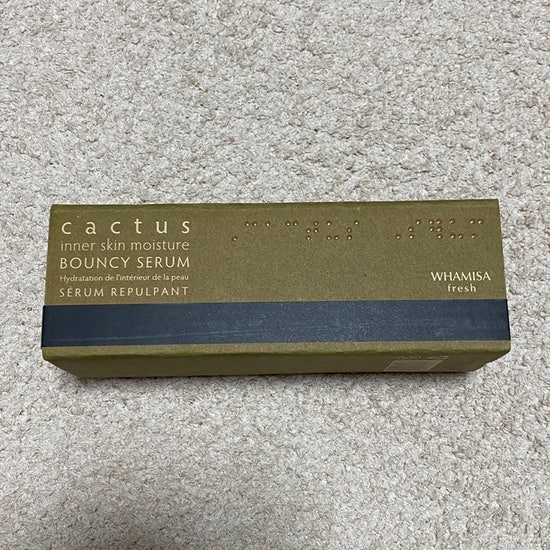 cactus
inner skin moisture
BOUNCY SERUM
Hydratation de l'intérieur de la peau
SÉRUM REPULPANT
WHAMISA
fresh